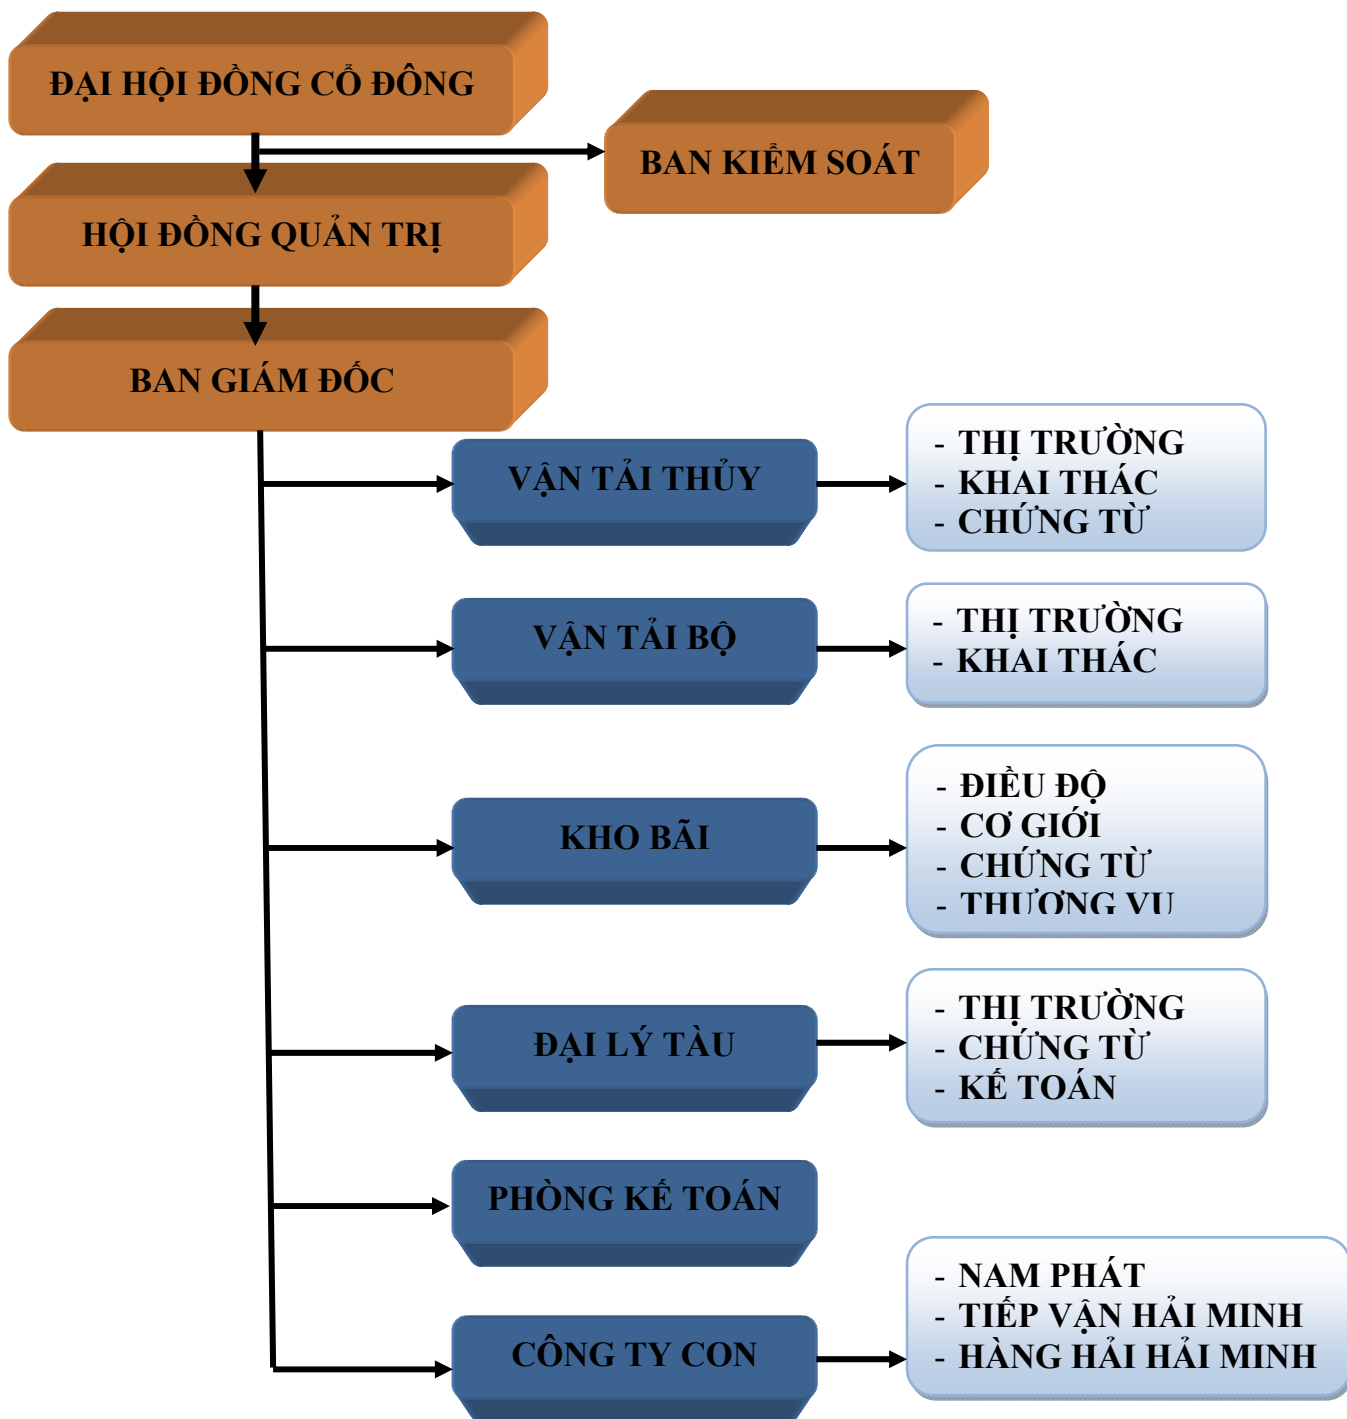 ĐẠI HỘI ĐỒNG CỔ ĐÔNG
BAN KIỂM SOÁT
HỘI ĐỒNG QUẢN TRỊ
BAN GIÁM ĐỐC
VẬN TẢI THỦY
- THỊ TRƯỜNG
- KHAI THÁC
- CHỨNG TỪ
VẬN TẢI BỘ
- THỊ TRƯỜNG
- KHAI THÁC
KHO BÃI
- ĐIỀU ĐỘ
- CƠ GIỚI
- CHỨNG TỪ
- THƯƠNG VỤ
ĐẠI LÝ TÀU
- THỊ TRƯỜNG
- CHỨNG TỪ
- KẾ TOÁN
PHÒNG KẾ TOÁN
CÔNG TY CON
- NAM PHÁT
- TIẾP VẬN HẢI MINH
- HÀNG HẢI HẢI MINH